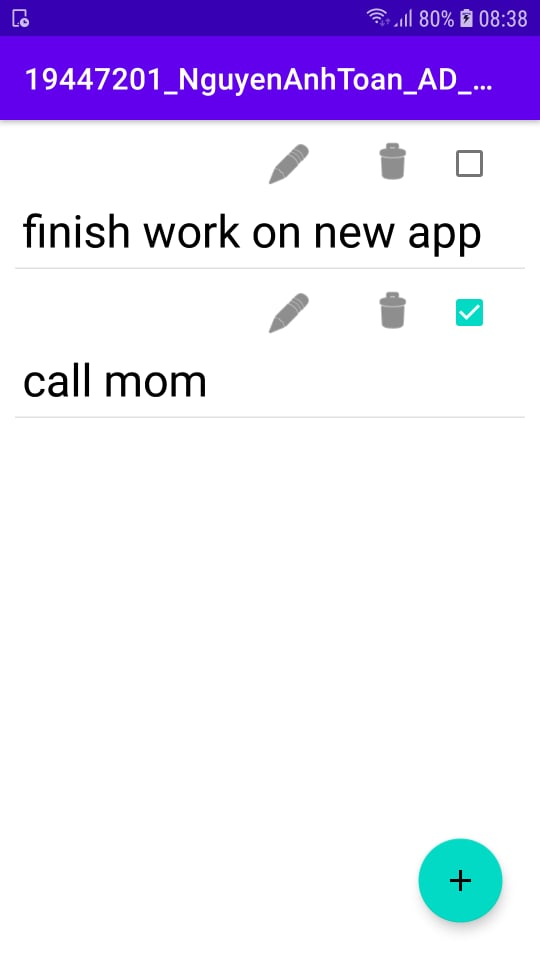 80% 08:38
19447201_NguyenAnhToan_AD_...
finish work on new app
call mom
+